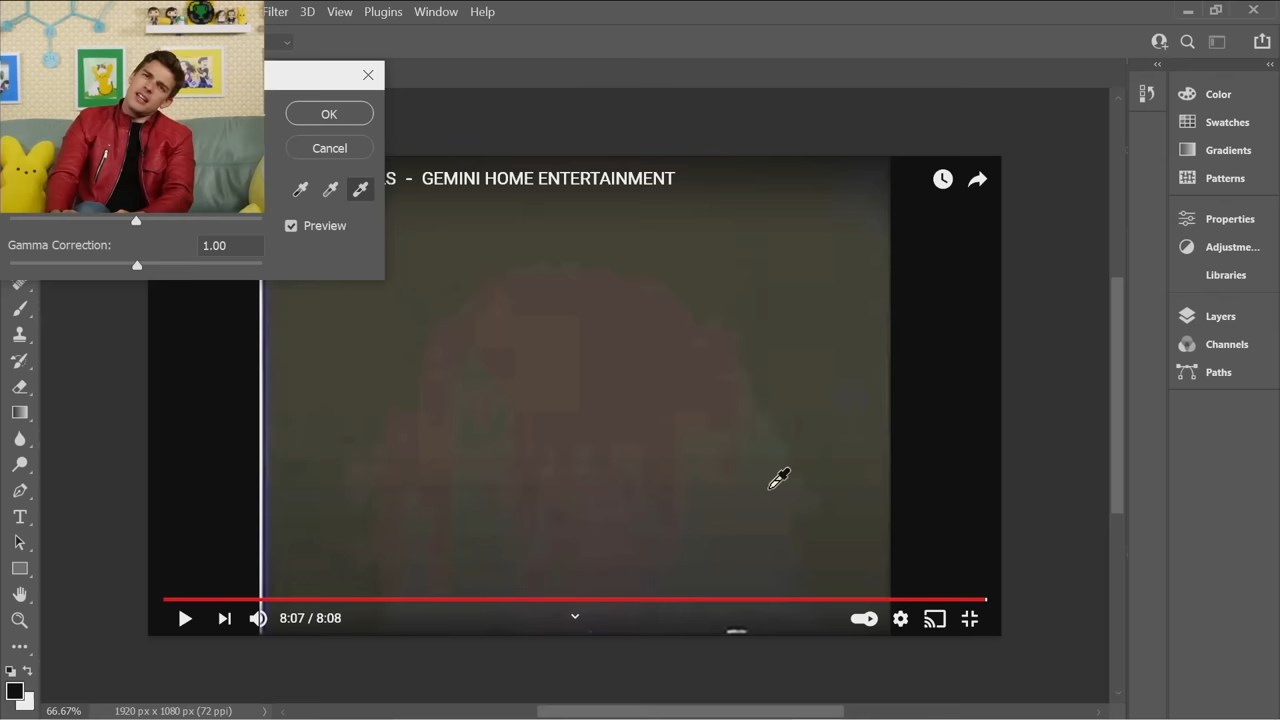 Filter 3D View Plugins Window Help
OK
Cancel
Preview
Gamma Correction: 1.00
S - GEMINI HOME ENTERTAINMENT
8:07 / 8:08
Color
Swatches
Gradients
Patterns
Properties
Adjustme...
Libraries
Layers
Channels
Paths
66.67% 1920 px x 1080 px (72 ppi)